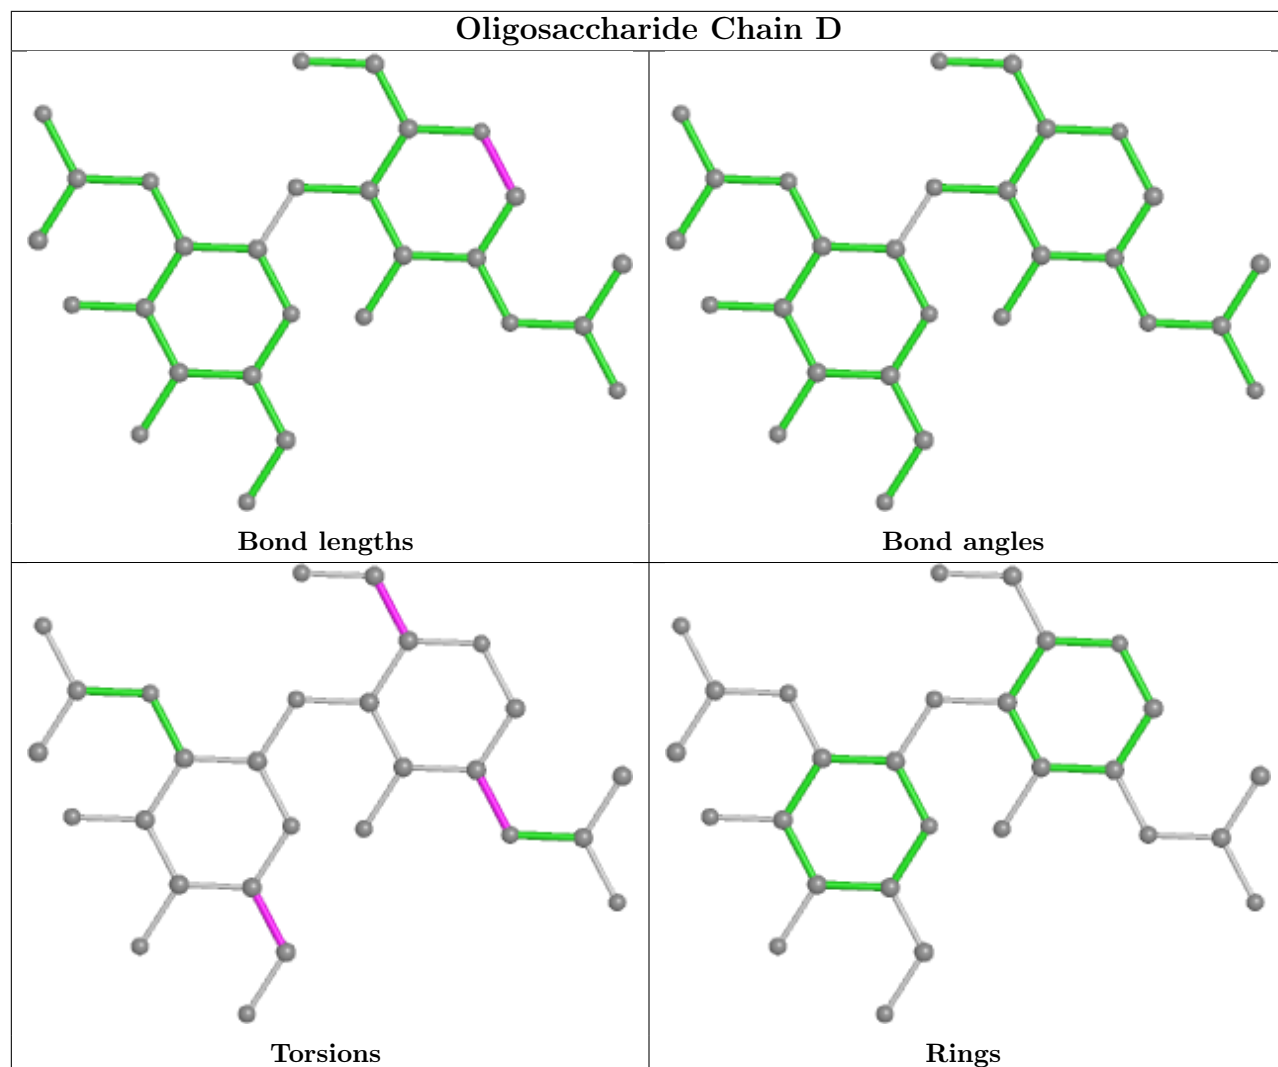 Oligosaccharide Chain D
Bond lengths
Bond angles
Torsions
Rings